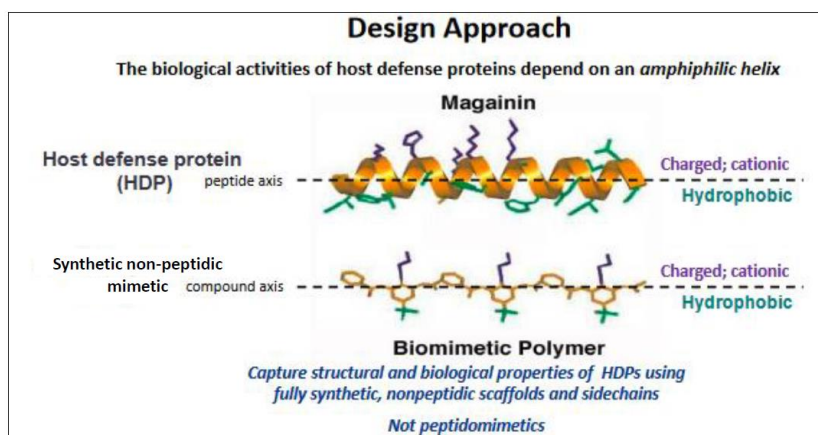 Design Approach
The biological activities of host defense proteins depend on an amphiphilic helix
Magainin
Host defense protein
(HDP)
peptide axis
Charged; cationic
Hydrophobic
Synthetic non-peptidic
mimetic
compound axis
Charged; cationic
Hydrophobic
Biomimetic Polymer
Capture structural and biological properties of HDPs using
fully synthetic, nonpeptidic scaffolds and sidechains
Not peptidomimetics